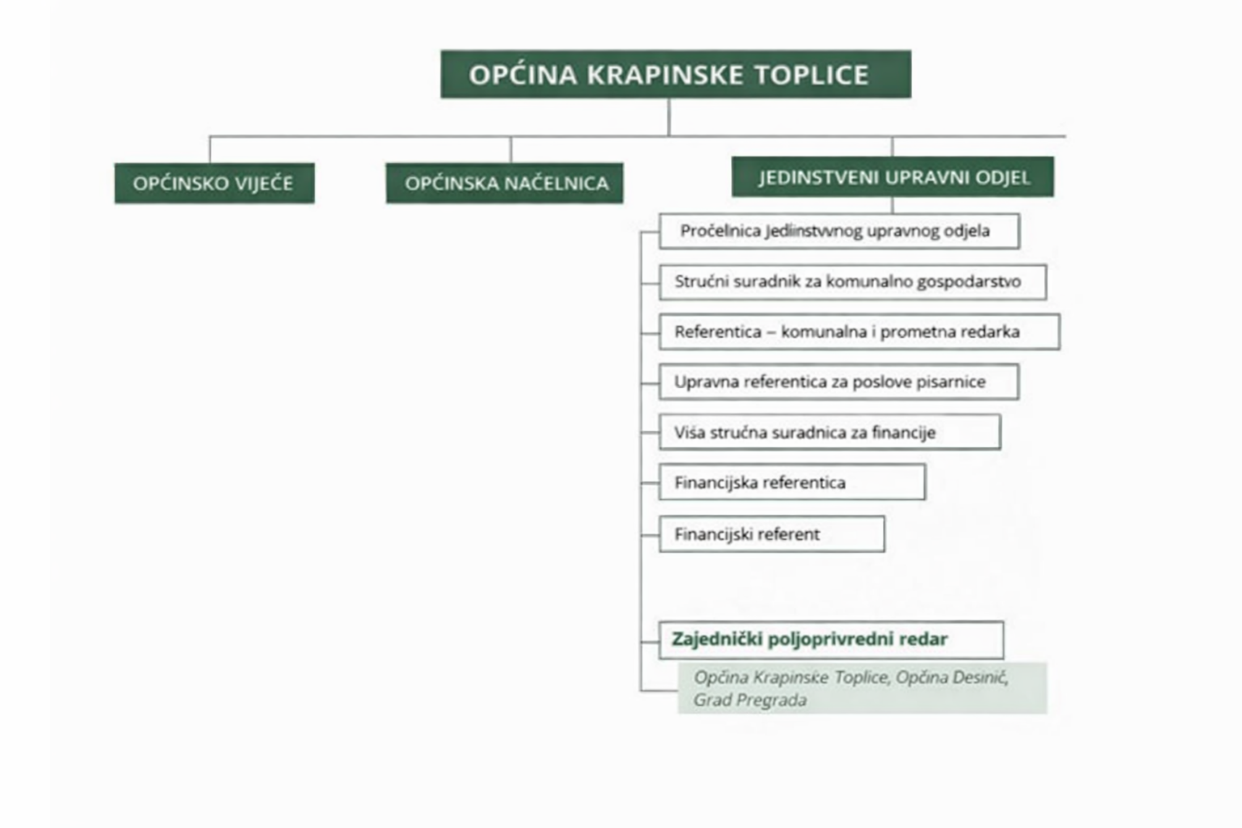 OPĆINA KRAPINSKE TOPLICE
OPĆINSKO VIJEĆE
OPĆINSKA NAČELNICA
JEDINSTVENI UPRAVNI ODJEL
Pročelnica Jediinstvvnog upravnog odjela
Stručni suradnik za komunalno gospodarstvo
Referentica – komunalna i prometna redarka
Upravna referentica za poslove pisarnice
Viša stručna suradnica za financije
Financijska referentica
Financijski referent
Zajednički poljoprivredni redar
Općina Krapinske Toplice, Općina Desinić,
Grad Pregrada